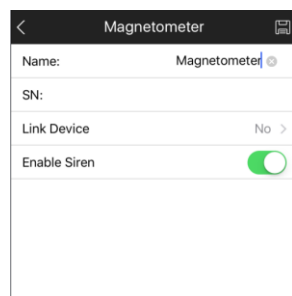 Magnetometer
Name: Magnetometer
SN:
Link Device No
Enable Siren